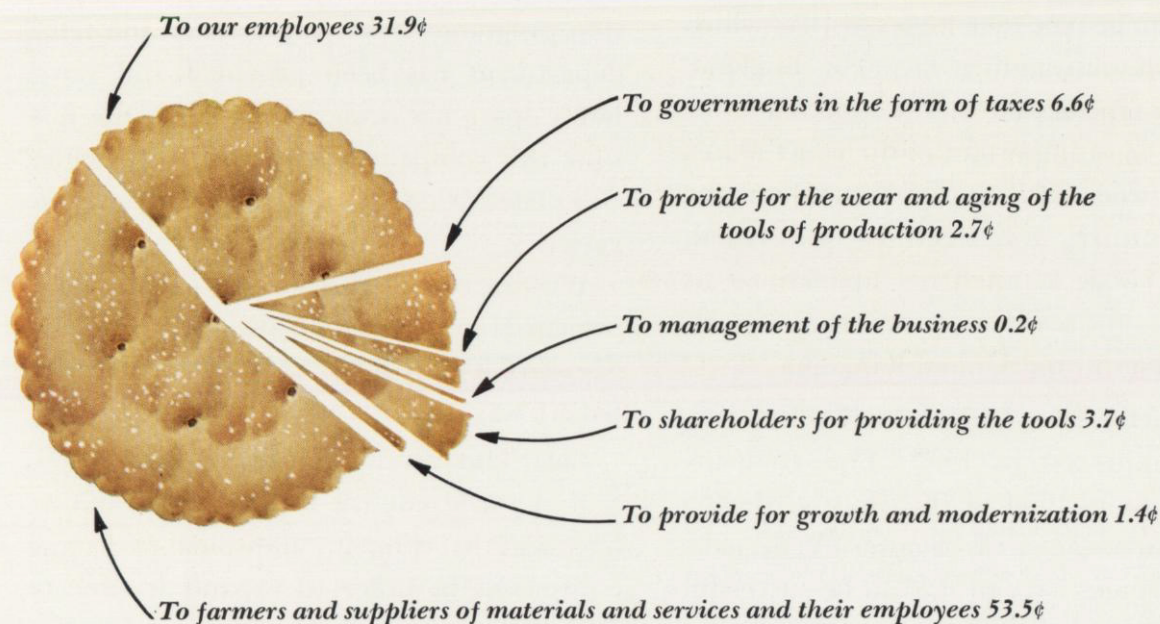 To our employees 31.9¢
To governments in the form of taxes 6.6¢
To provide for the wear and aging of the
tools of production 2.7¢
To management of the business 0.2¢
To shareholders for providing the tools 3.7¢
To provide for growth and modernization 1.4¢
To farmers and suppliers of materials and services and their employees 53.5¢